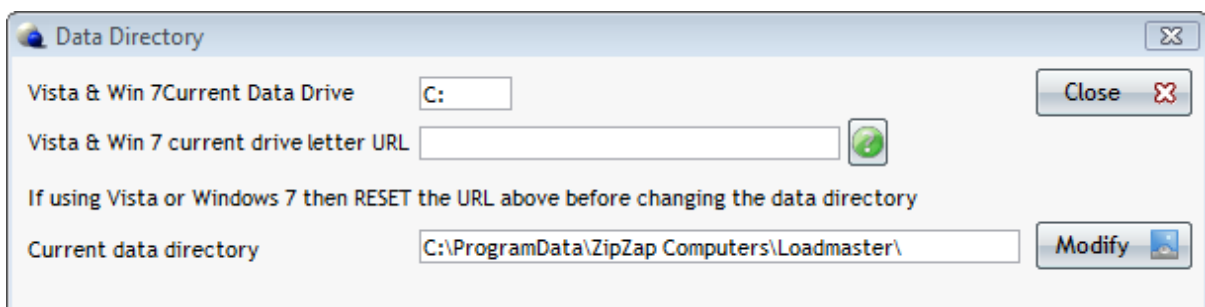 Data Directory
Vista & Win 7Current Data Drive C: Close
Vista & Win 7 current drive letter URL
If using Vista or Windows 7 then RESET the URL above before changing the data directory
Current data directory C:\ProgramData\ZipZap Computers\Loadmaster\ Modify